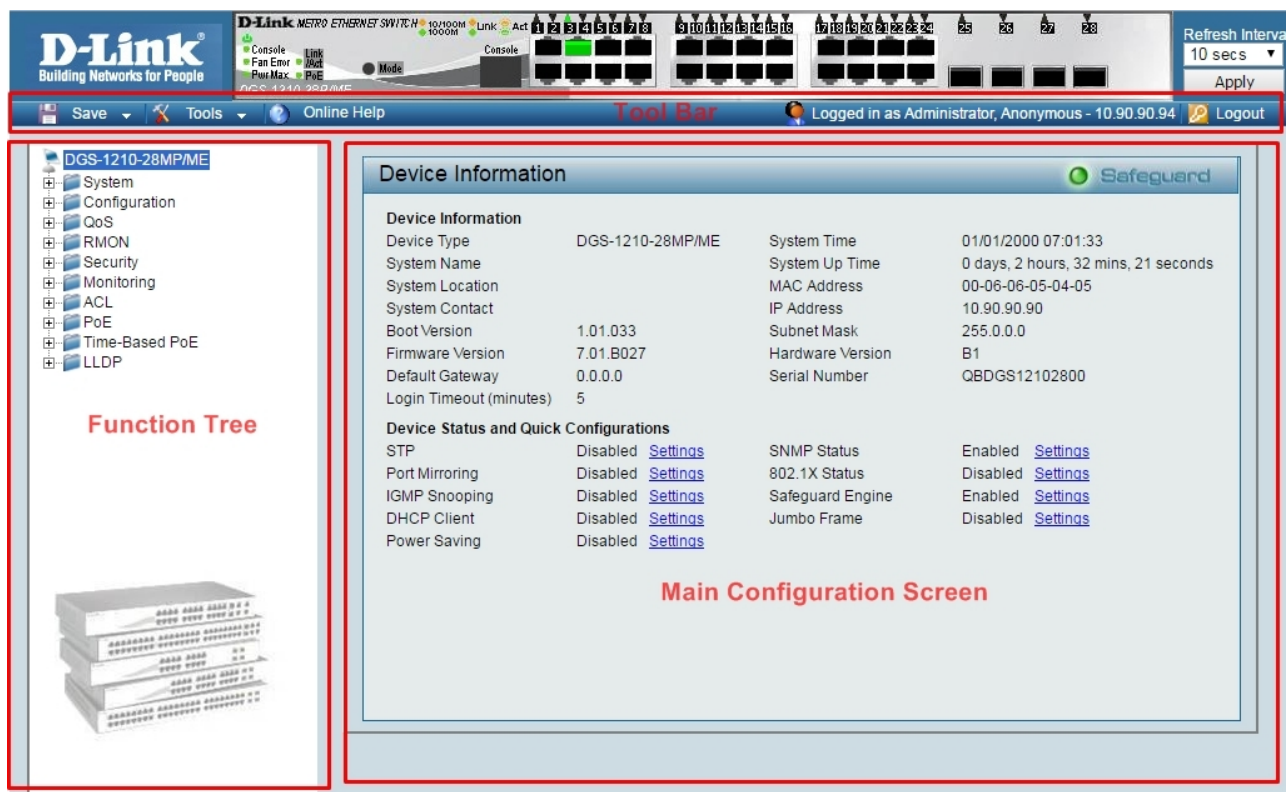 D-Link®
Building Networks for People
D-Link METRO ETHERNET SWITCH
10/100M
1000M
Link
Act
Console
Fan Error
Pwr Max
Link
/Act
PoE
Mode
Console
DGS-1210-28P/ME
1 2 3 4 5 6 7 8
9 10 11 12 13 14 15 16
17 18 19 20 21 22 23 24
25 26 27 28
Refresh Interva
10 secs
Apply
Save
Tools
Online Help
Tool Bar
Logged in as Administrator, Anonymous - 10.90.90.94
Logout
DGS-1210-28MP/ME
System
Configuration
QoS
RMON
Security
Monitoring
ACL
PoE
Time-Based PoE
LLDP
Function Tree
Device Information
Safeguard
Device Information
Device Type DGS-1210-28MP/ME System Time 01/01/2000 07:01:33
System Name System Up Time 0 days, 2 hours, 32 mins, 21 seconds
System Location MAC Address 00-06-06-05-04-05
System Contact IP Address 10.90.90.90
Boot Version 1.01.033 Subnet Mask 255.0.0.0
Firmware Version 7.01.B027 Hardware Version B1
Default Gateway 0.0.0.0 Serial Number QBDGS12102800
Login Timeout (minutes) 5
Device Status and Quick Configurations
STP Disabled Settings SNMP Status Enabled Settings
Port Mirroring Disabled Settings 802.1X Status Disabled Settings
IGMP Snooping Disabled Settings Safeguard Engine Enabled Settings
DHCP Client Disabled Settings Jumbo Frame Disabled Settings
Power Saving Disabled Settings
Main Configuration Screen